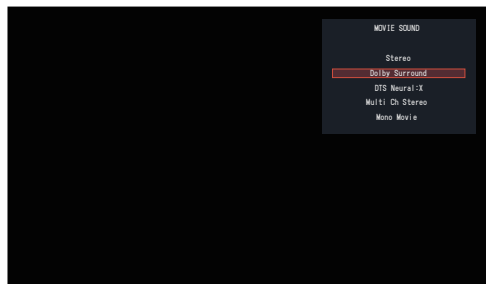 MOVIE SOUND
Stereo
Dolby Surround
DTS Neural:X
Multi Ch Stereo
Mono Movie